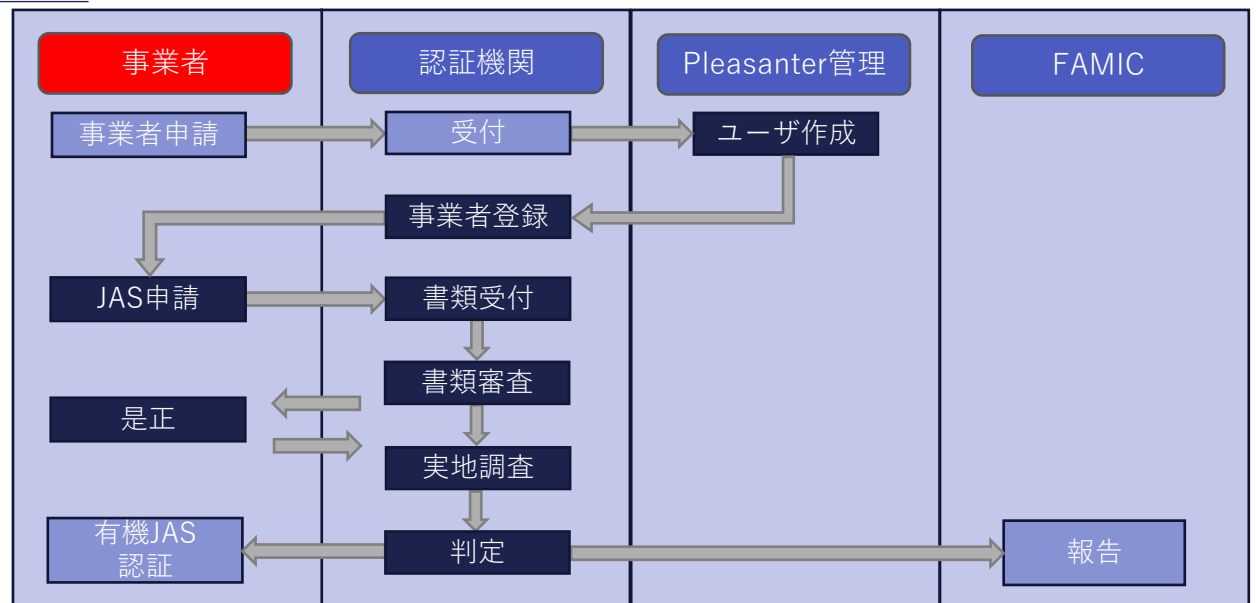 事業者
認証機関
Pleasanter管理
FAMIC
事業者申請
受付
ユーザ作成
事業者登録
JAS申請
書類受付
書類審査
是正
実地調査
有機JAS
認証
判定
報告